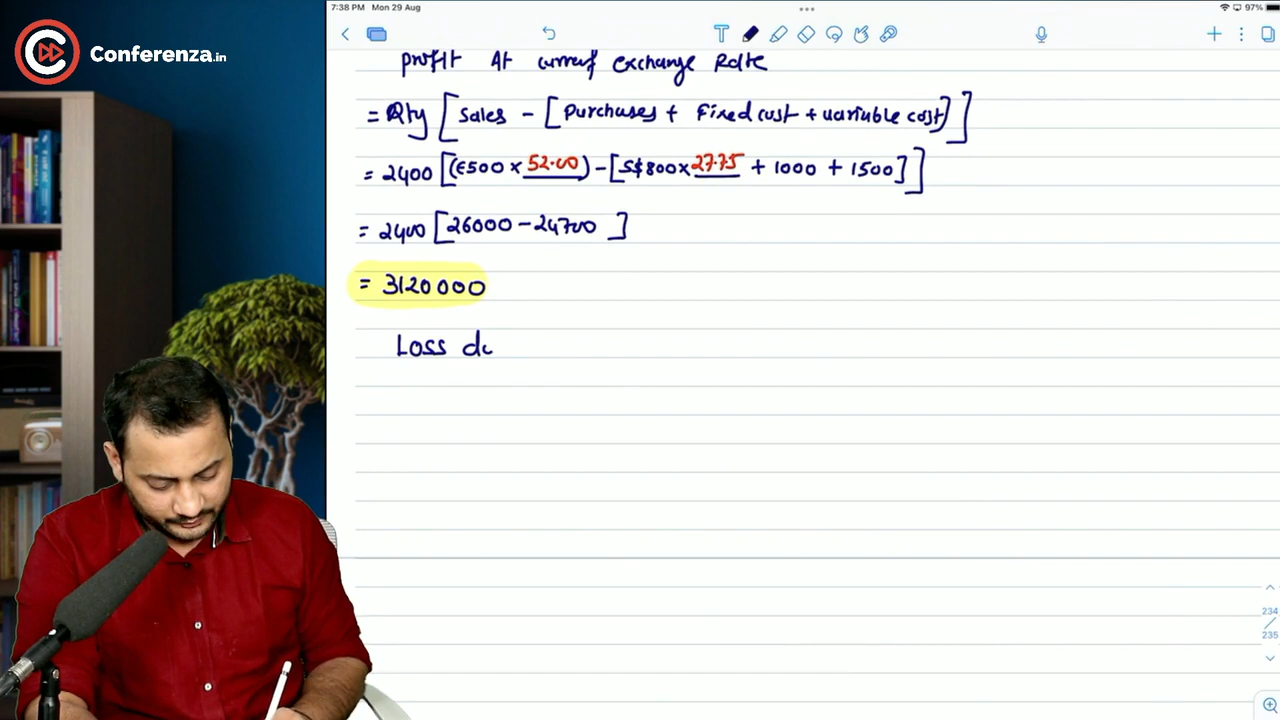 7:38 PM Mon 29 Aug
97%
Conferenza.in
T
Profit At current Exchange Rate
= Qty [Sales - [Purchases + Fixed cost + variable cost]]
= 2400 [(€500 × 52.00) - [S$800 × 27.75 + 1000 + 1500]]
= 2400 [26000 - 24700]
= 3120000
Loss du
234
235